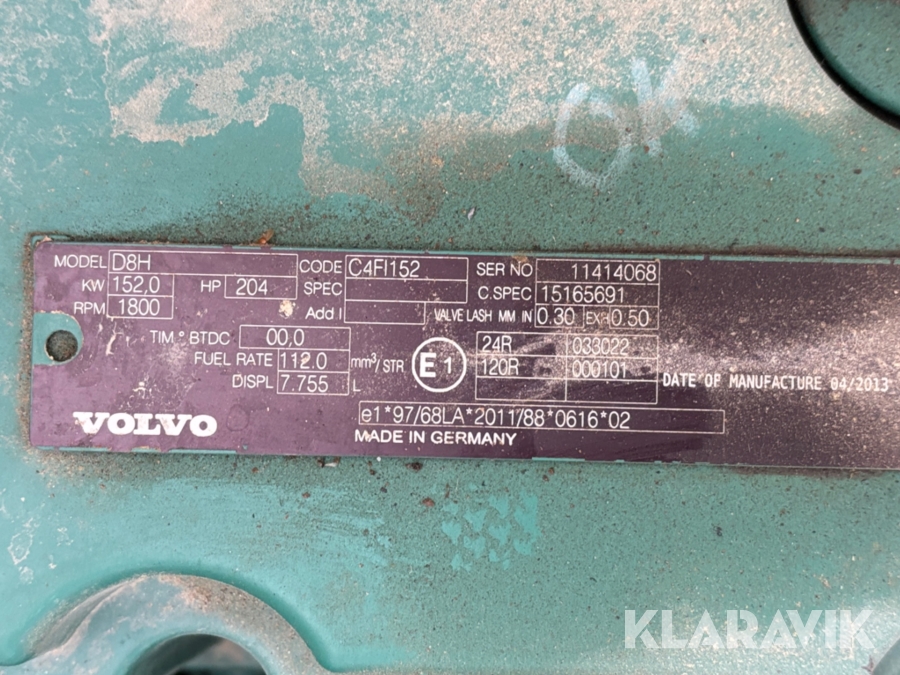 OK
MODEL D8H CODE C4FI152 SER NO 11414068
KW 152,0 HP 204 SPEC C.SPEC 15165691
RPM 1800 Add I VALVE LASH MM IN 0.30 EXH 0.50
TIM ° BTDC 00,0 24R 033022
FUEL RATE 112.0 mm³/STR E1 120R 000101 DATE OF MANUFACTURE 04/2013
DISPL 7.755 L
VOLVO e1*97/68LA*2011/88*0616*02
MADE IN GERMANY
KLARAVIK